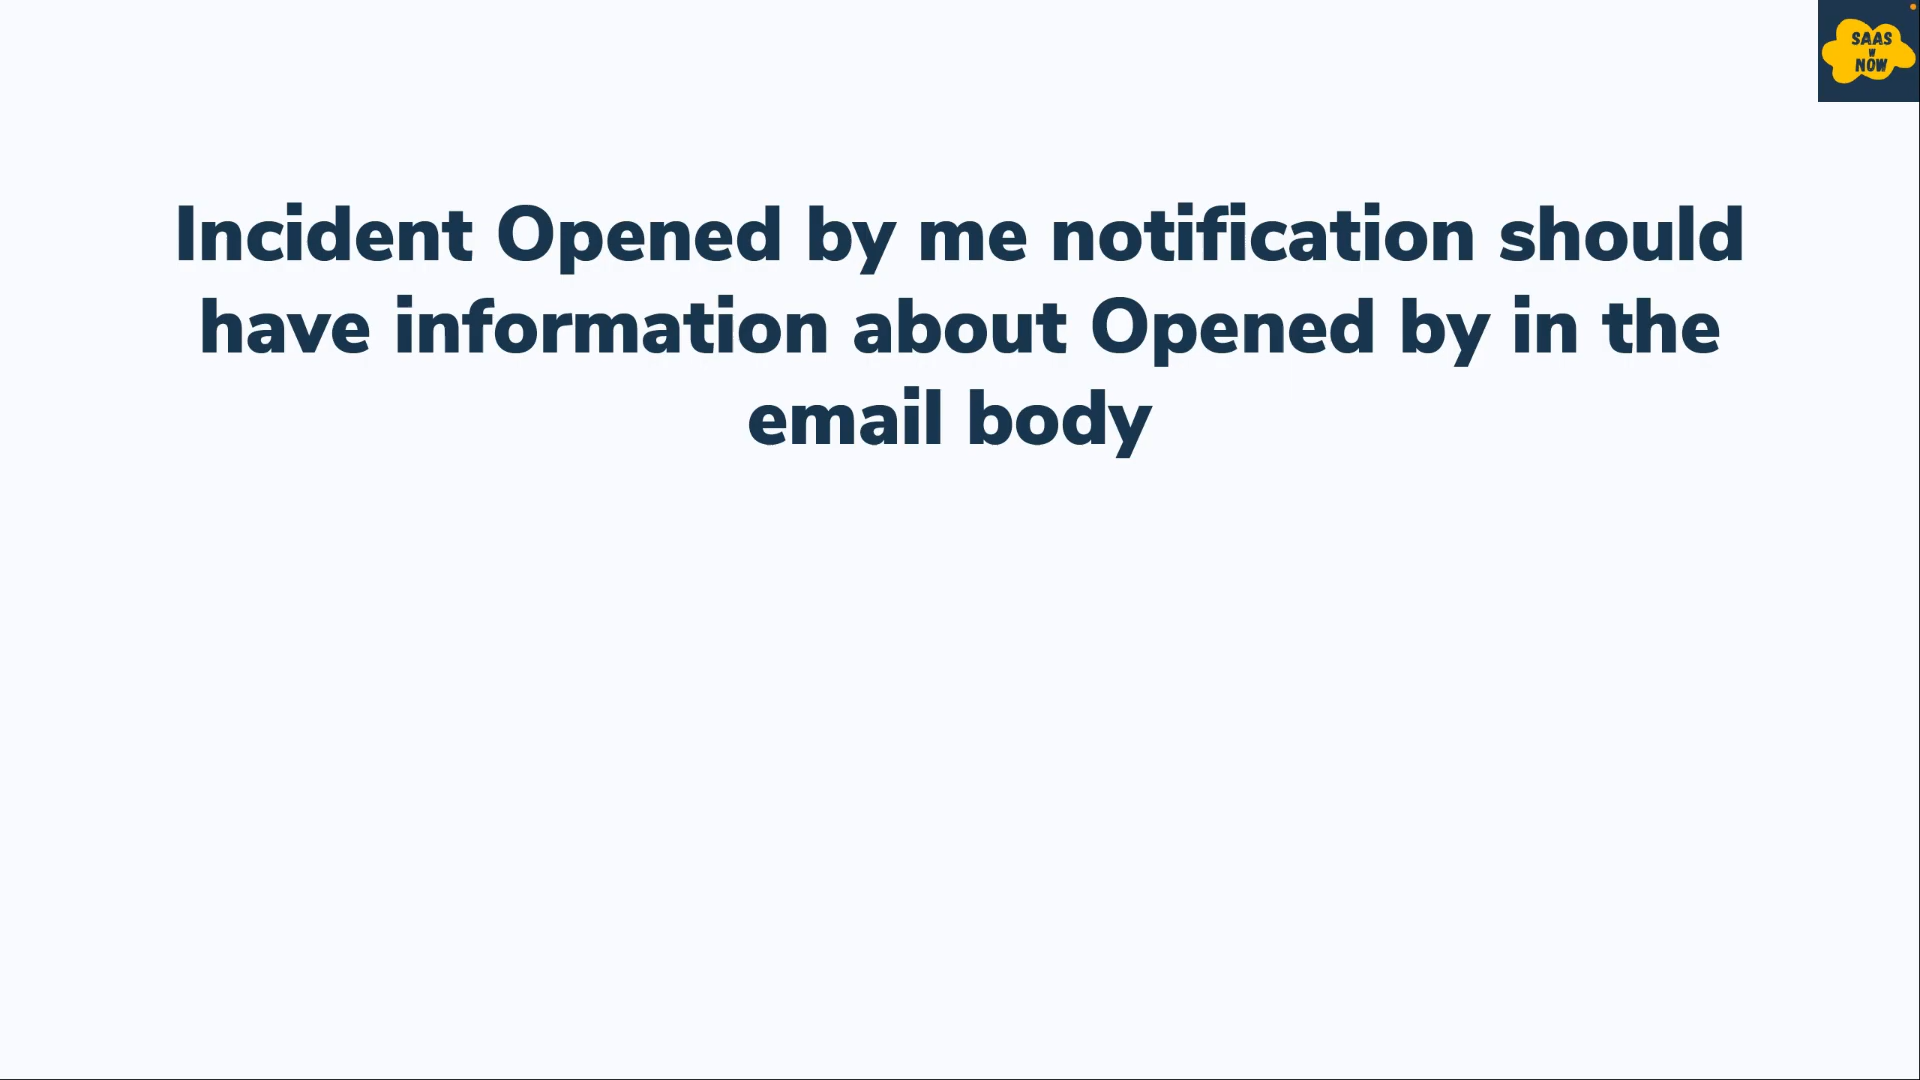 SAAS
W
NOW
Incident Opened by me notification should
have information about Opened by in the
email body